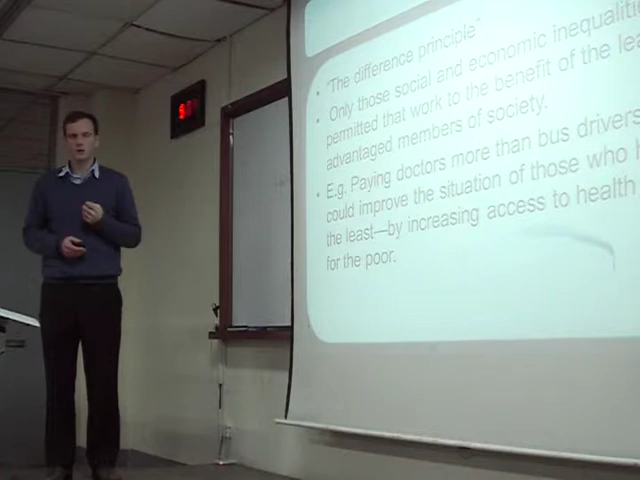 "The difference principle"
Only those social and economic inequalities
permitted that work to the benefit of the
advantaged members of society.
E.g. Paying doctors more than bus drivers
could improve the situation of those who
the least—by increasing access to health
for the poor.